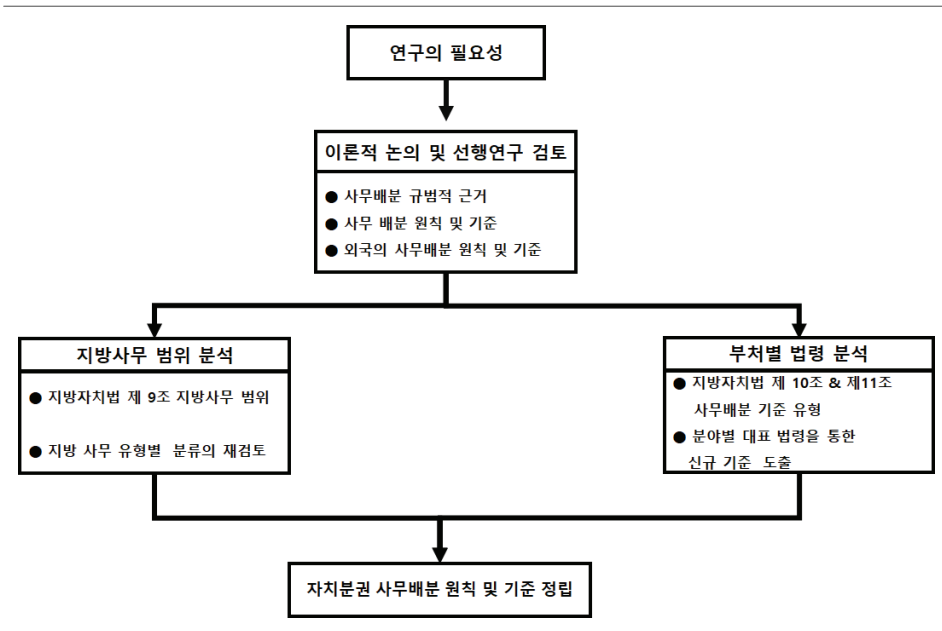 연구의 필요성
이론적 논의 및 선행연구 검토
● 사무배분 규범적 근거
● 사무 배분 원칙 및 기준
● 외국의 사무배분 원칙 및 기준
지방사무 범위 분석
● 지방자치법 제 9조 지방사무 범위
● 지방 사무 유형별 분류의 재검토
부처별 법령 분석
● 지방자치법 제 10조 & 제11조
사무배분 기준 유형
● 분야별 대표 법령을 통한
신규 기준 도출
자치분권 사무배분 원칙 및 기준 정립